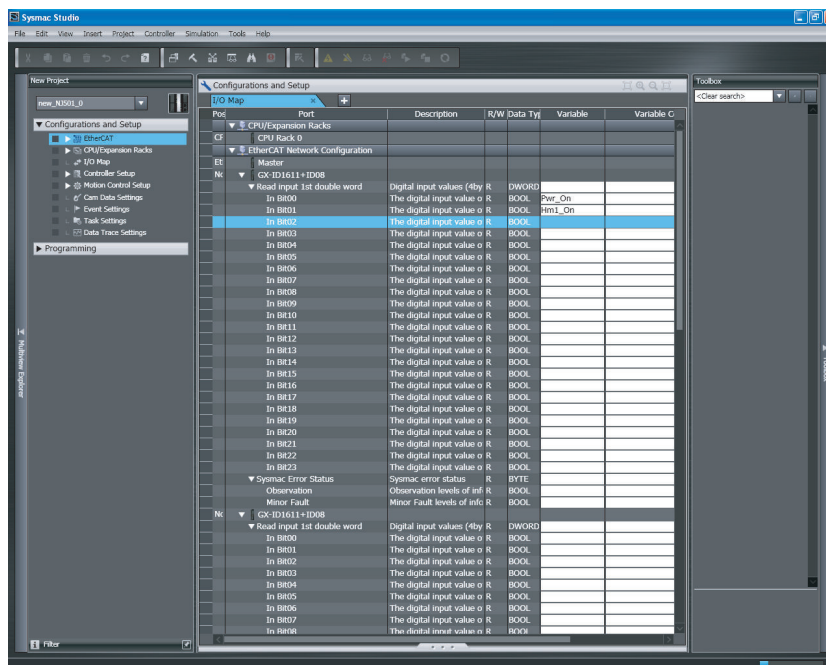 Sysmac Studio
File Edit View Insert Project Controller Simulation Tools Help
New Project
new_NJ501_0
Configurations and Setup
EtherCAT
CPU/Expansion Racks
I/O Map
Controller Setup
Motion Control Setup
Cam Data Settings
Event Settings
Task Settings
Data Trace Settings
Programming
Filter
Multiview Explorer
Configurations and Setup
I/O Map
Pos Port Description R/W Data Ty Variable Variable C
CPU/Expansion Racks
CP CPU Rack 0
EtherCAT Network Configuration
Et Master
Nc GX-ID1611+ID08
Read input 1st double word Digital input values (4by R DWORD
In Bit00 The digital input value o R BOOL Pwr_On
In Bit01 The digital input value o R BOOL Hm1_On
In Bit02
In Bit03 The digital input value o R BOOL
In Bit04 The digital input value o R BOOL
In Bit05 The digital input value o R BOOL
In Bit06 The digital input value o R BOOL
In Bit07 The digital input value o R BOOL
In Bit08 The digital input value o R BOOL
In Bit09 The digital input value o R BOOL
In Bit10 The digital input value o R BOOL
In Bit11 The digital input value o R BOOL
In Bit12 The digital input value o R BOOL
In Bit13 The digital input value o R BOOL
In Bit14 The digital input value o R BOOL
In Bit15 The digital input value o R BOOL
In Bit16 The digital input value o R BOOL
In Bit17 The digital input value o R BOOL
In Bit18 The digital input value o R BOOL
In Bit19 The digital input value o R BOOL
In Bit20 The digital input value o R BOOL
In Bit21 The digital input value o R BOOL
In Bit22 The digital input value o R BOOL
In Bit23 The digital input value o R BOOL
Sysmac Error Status Sysmac error status R BYTE
Observation Observation levels of inf R BOOL
Minor Fault Minor Fault levels of info R BOOL
Nc GX-ID1611+ID08
Read input 1st double word Digital input values (4by R DWORD
In Bit00 The digital input value o R BOOL
In Bit01 The digital input value o R BOOL
In Bit02 The digital input value o R BOOL
In Bit03 The digital input value o R BOOL
In Bit04 The digital input value o R BOOL
In Bit05 The digital input value o R BOOL
In Bit06 The digital input value o R BOOL
In Bit07 The digital input value o R BOOL
In Bit08 The digital input value o R BOOL
Toolbox
<Clear search>